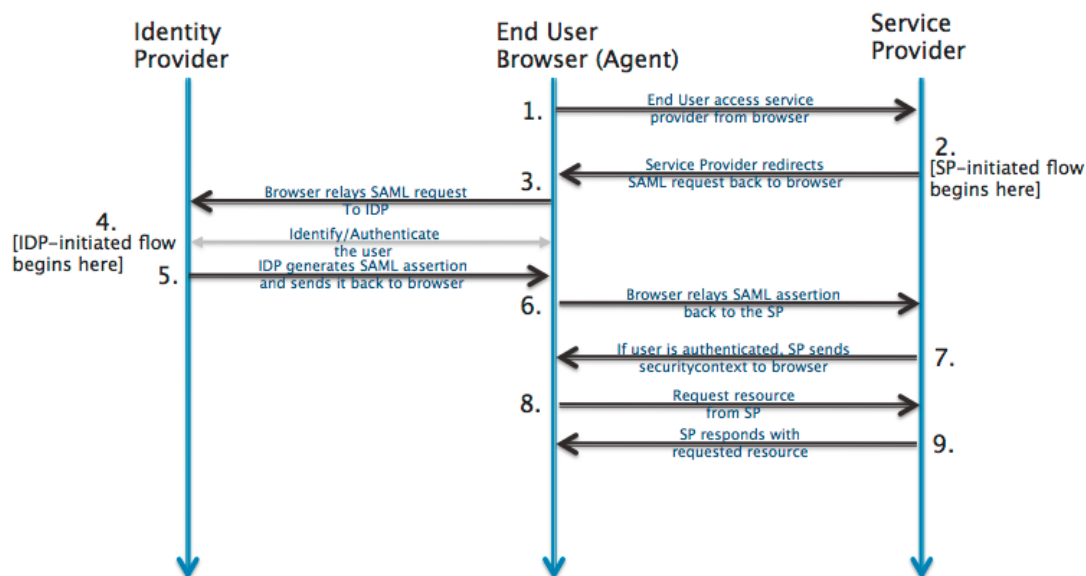 Identity
Provider
End User
Browser (Agent)
Service
Provider
1.
End User access service
provider from browser
2.
[SP-initiated flow
begins here]
Service Provider redirects
SAML request back to browser
3.
Browser relays SAML request
To IDP
4.
[IDP-initiated flow
begins here]
Identify/Authenticate
the user
5.
IDP generates SAML assertion
and sends it back to browser
6.
Browser relays SAML assertion
back to the SP
If user is authenticated, SP sends
securitycontext to browser
7.
8.
Request resource
from SP
SP responds with
requested resource
9.